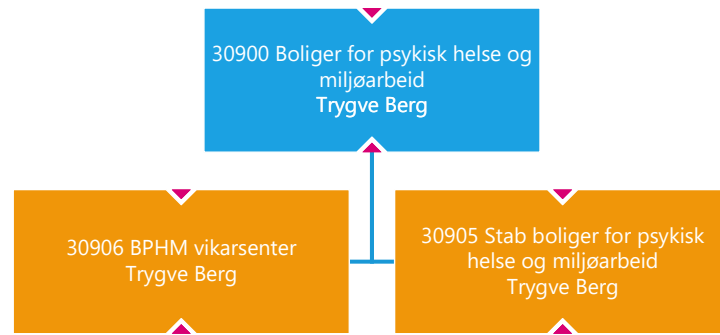 30900 Boliger for psykisk helse og
miljøarbeid
Trygve Berg
30906 BPHM vikarsenter
Trygve Berg
30905 Stab boliger for psykisk
helse og miljøarbeid
Trygve Berg